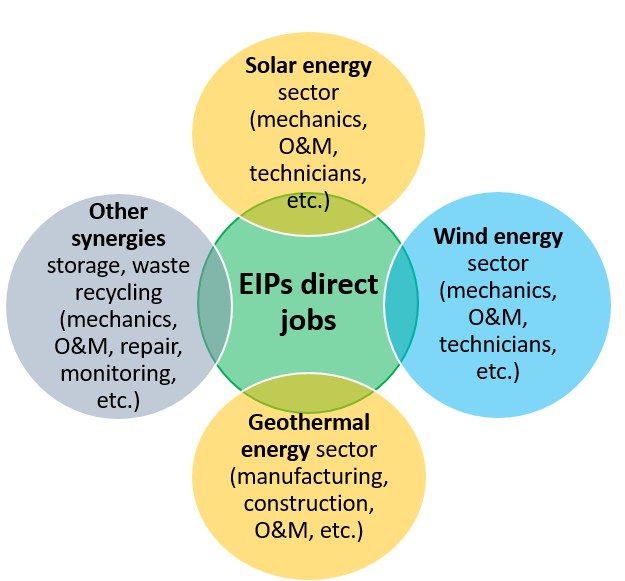 Solar energy
sector
(mechanics,
O&M,
technicians,
etc.)
Other
synergies
storage, waste
recycling
(mechanics,
O&M, repair,
monitoring,
etc.)
EIPs direct
jobs
Wind energy
sector
(mechanics,
O&M,
technicians,
etc.)
Geothermal
energy sector
(manufacturing,
construction,
O&M, etc.)